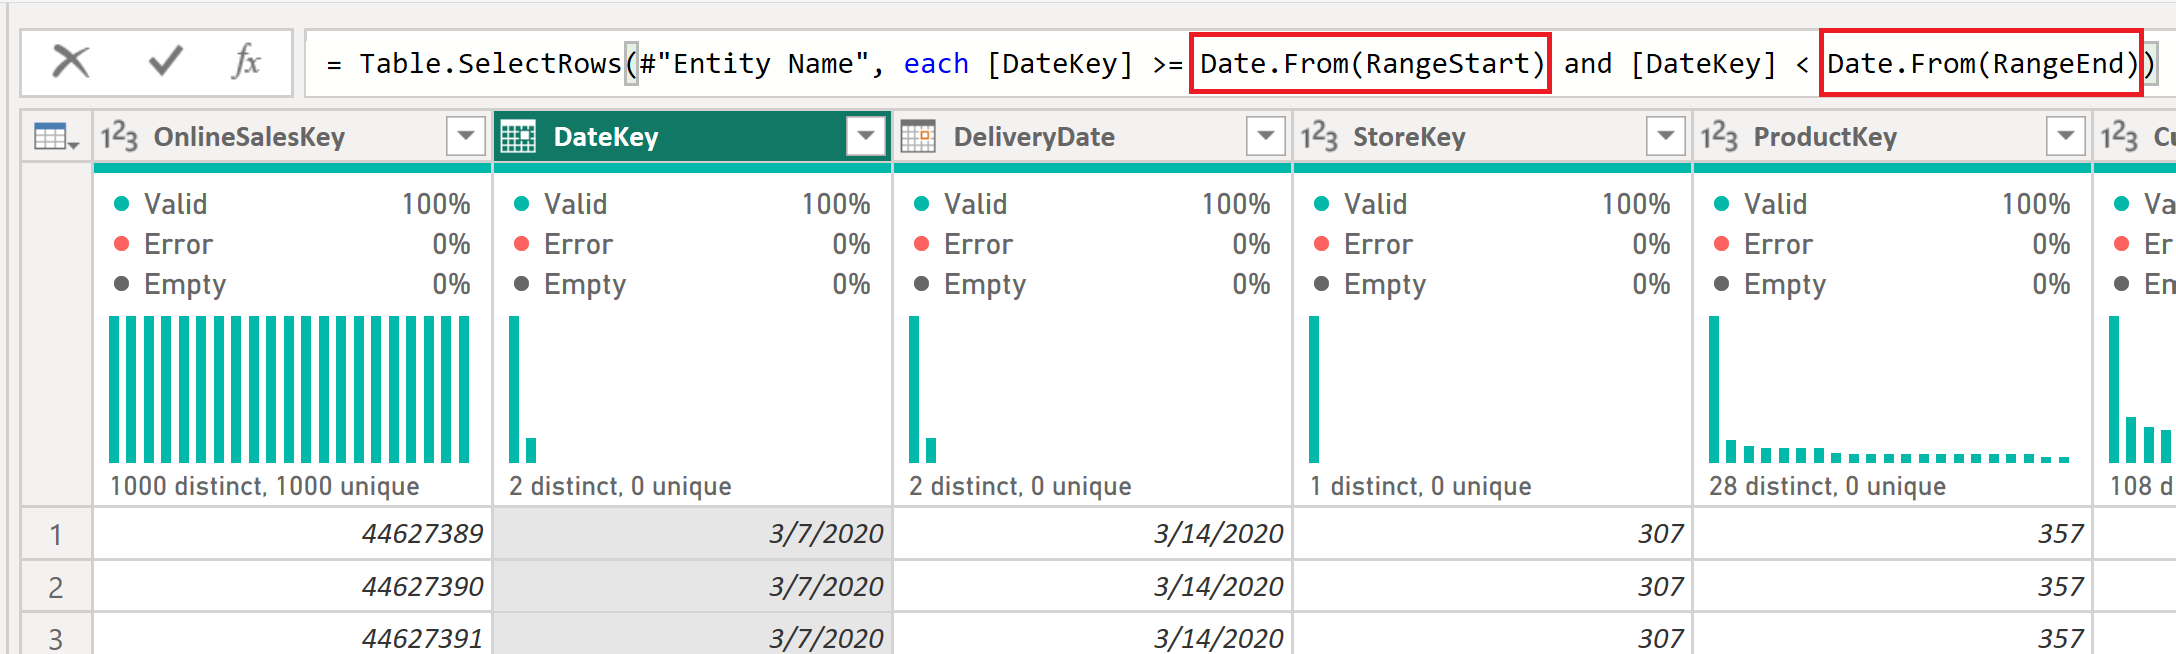 fx = Table.SelectRows(#"Entity Name", each [DateKey] >= Date.From(RangeStart) and [DateKey] < Date.From(RangeEnd))
1²3 OnlineSalesKey DateKey DeliveryDate 1²3 StoreKey 1²3 ProductKey 1²3 Cu
Valid 100% Valid 100% Valid 100% Valid 100% Valid 100% Va
Error 0% Error 0% Error 0% Error 0% Error 0% Er
Empty 0% Empty 0% Empty 0% Empty 0% Empty 0% Em
1000 distinct, 1000 unique 2 distinct, 0 unique 2 distinct, 0 unique 1 distinct, 0 unique 28 distinct, 0 unique 108 d
1 44627389 3/7/2020 3/14/2020 307 357
2 44627390 3/7/2020 3/14/2020 307 357
3 44627391 3/7/2020 3/14/2020 307 357